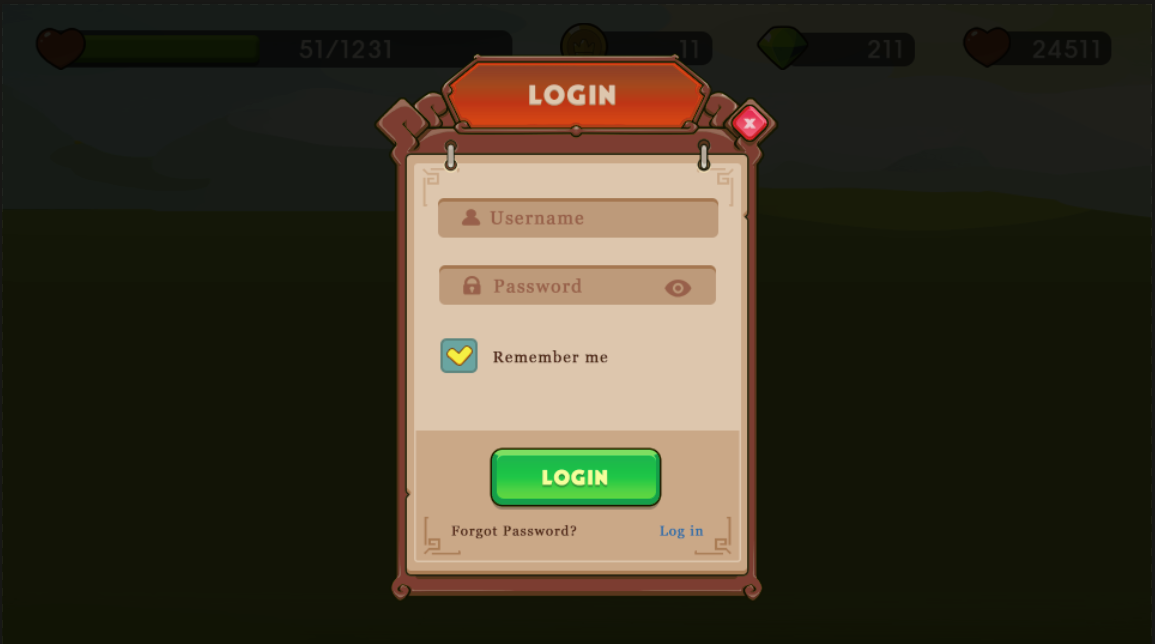 51/1231
11
211
24511
LOGIN
x
Username
Password
Remember me
LOGIN
Forgot Password?
Log in